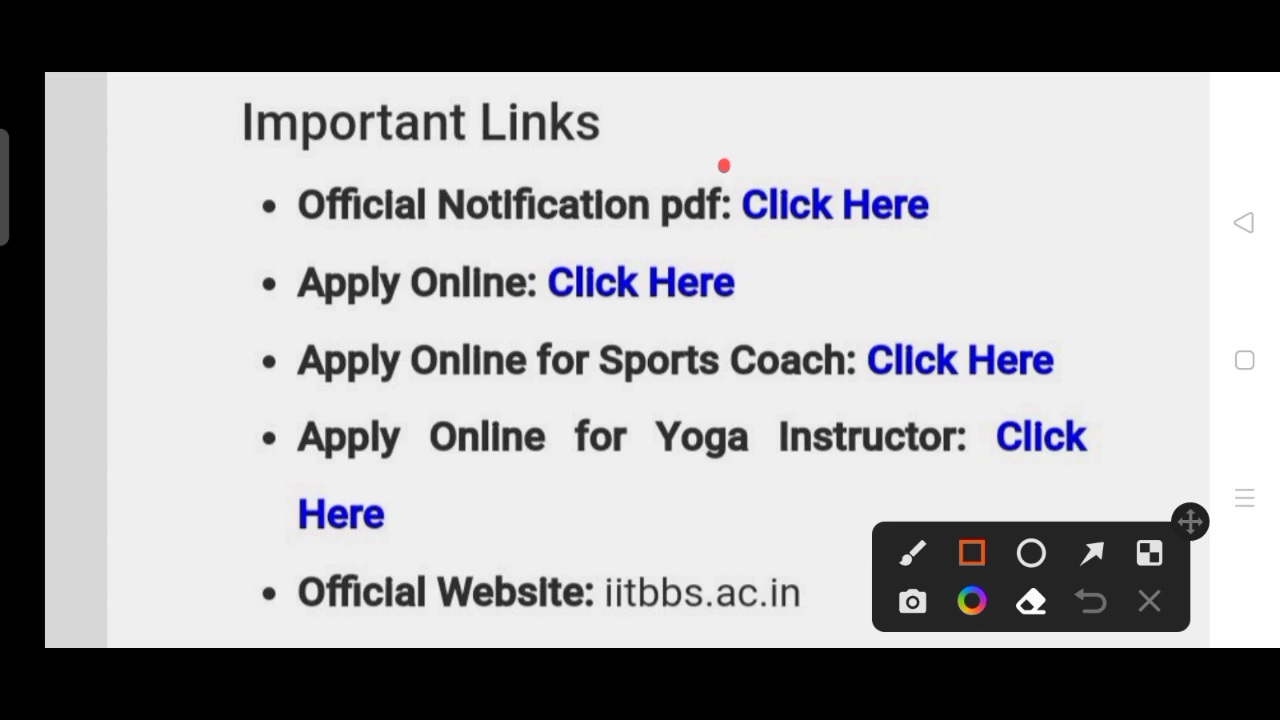 Important Links
Official Notification pdf: Click Here
Apply Online: Click Here
Apply Online for Sports Coach: Click Here
Apply Online for Yoga Instructor: Click
Here
Official Website: iitbbs.ac.in